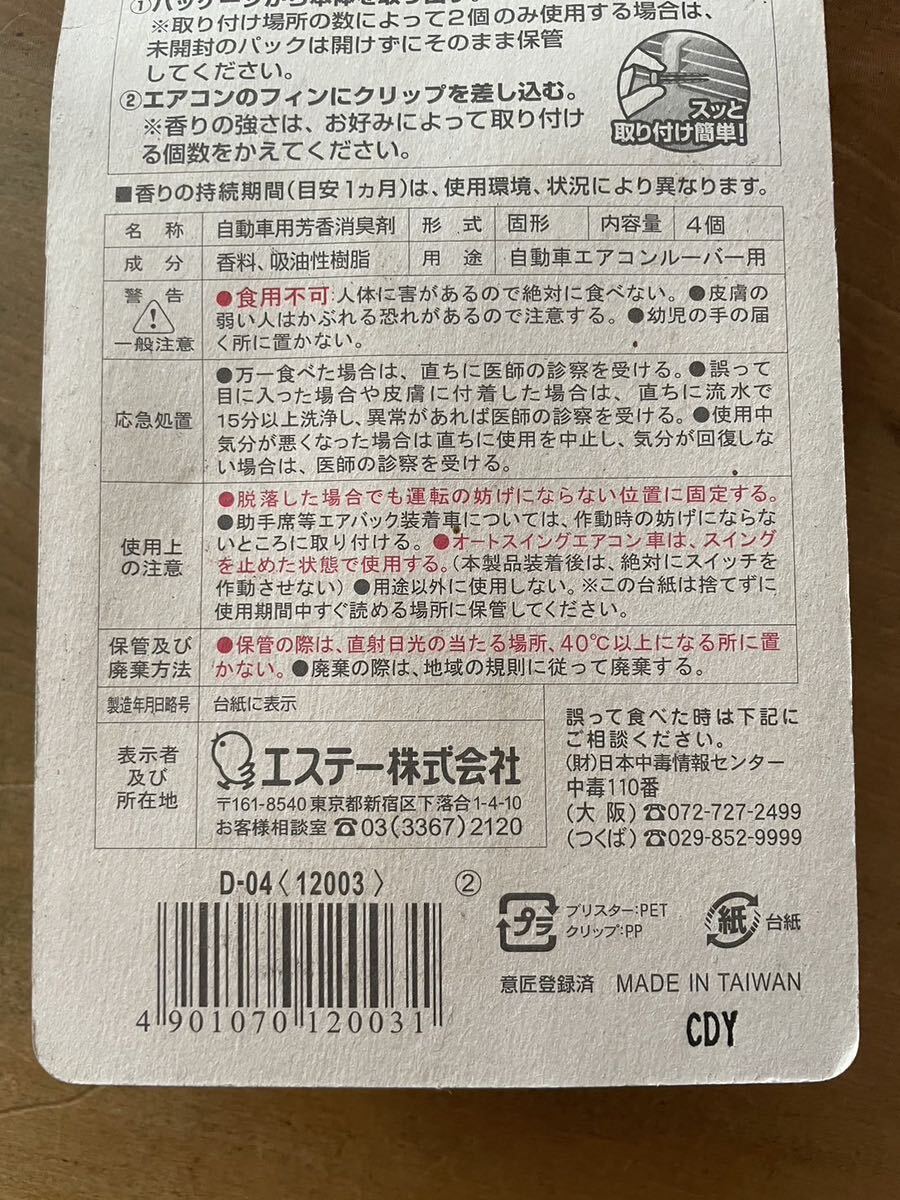 ①パッケージから本体を取り出す。
※取り付け場所の数によって2個のみ使用する場合は、
未開封のパックは開けずにそのまま保管
してください。
②エアコンのフィンにクリップを差し込む。
※香りの強さは、お好みによって取り付け
る個数をかえてください。
スッと
取り付け簡単!
■香りの持続期間(目安1ヵ月)は、使用環境、状況により異なります。
名 称 自動車用芳香消臭剤 形 式 固形 内容量 4個
成 分 香料、吸油性樹脂 用 途 自動車エアコンルーバー用
警 告
一般注意
●食用不可:人体に害があるので絶対に食べない。●皮膚の
弱い人はかぶれる恐れがあるので注意する。●幼児の手の届
く所に置かない。
応急処置
●万一食べた場合は、直ちに医師の診察を受ける。●誤って
目に入った場合や皮膚に付着した場合は、直ちに流水で
15分以上洗浄し、異常があれば医師の診察を受ける。●使用中
気分が悪くなった場合は直ちに使用を中止し、気分が回復しな
い場合は、医師の診察を受ける。
使用上
の注意
●脱落した場合でも運転の妨げにならない位置に固定する。
●助手席等エアバック装着車については、作動時の妨げにならな
いところに取り付ける。●オートスイングエアコン車は、スイング
を止めた状態で使用する。(本製品装着後は、絶対にスイッチを
作動させない)●用途以外に使用しない。※この台紙は捨てずに
使用期間中すぐ読める場所に保管してください。
保管及び
廃棄方法
●保管の際は、直射日光の当たる場所、40℃以上になる所に置
かない。●廃棄の際は、地域の規則に従って廃棄する。
製造年月日略号 台紙に表示
表示者
及び
所在地
エステー株式会社
〒161-8540 東京都新宿区下落合1-4-10
お客様相談室☎03(3367)2120
誤って食べた時は下記に
ご相談ください。
(財)日本中毒情報センター
中毒110番
(大 阪)☎072-727-2499
(つくば)☎029-852-9999
D-04〈12003〉 ②
4 901070 120031
プラ
ブリスター:PET
クリップ:PP
紙 台紙
意匠登録済 MADE IN TAIWAN
CDY